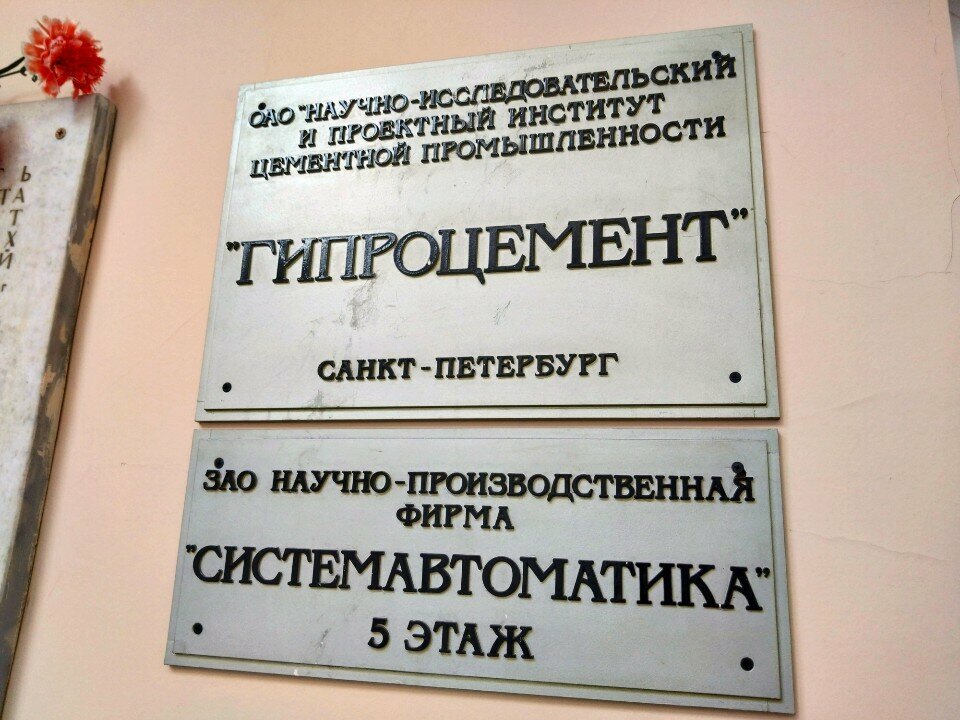 ОАО "НАУЧНО-ИССЛЕДОВАТЕЛЬСКИЙ
И ПРОЕКТНЫЙ ИНСТИТУТ
ЦЕМЕНТНОЙ ПРОМЫШЛЕННОСТИ
"ГИПРОЦЕМЕНТ"
САНКТ-ПЕТЕРБУРГ
ЗАО НАУЧНО-ПРОИЗВОДСТВЕННАЯ
ФИРМА
"СИСТЕМАВТОМАТИКА"
5 ЭТАЖ